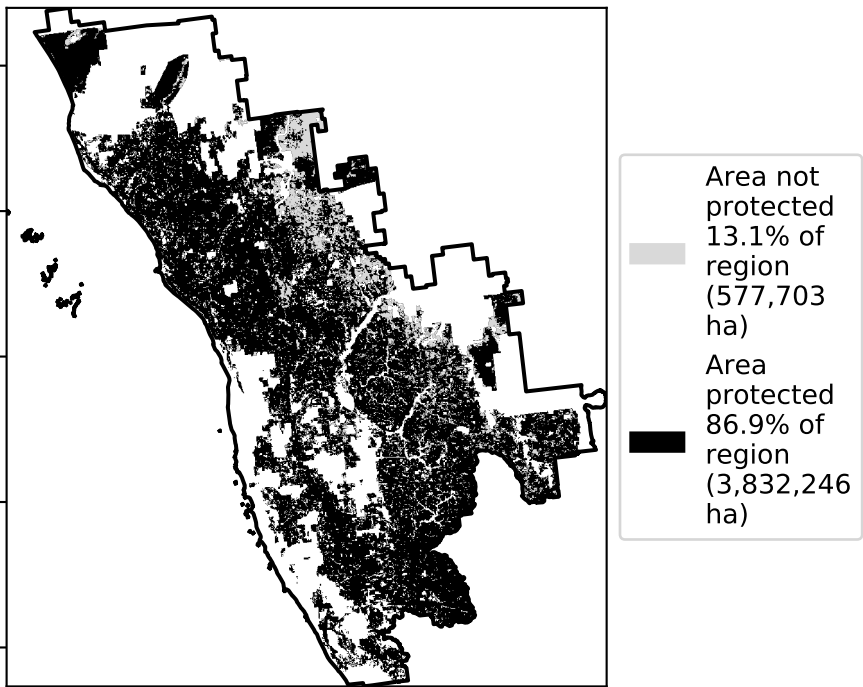 Area not
protected
13.1% of
region
(577,703
ha)
Area
protected
86.9% of
region
(3,832,246
ha)